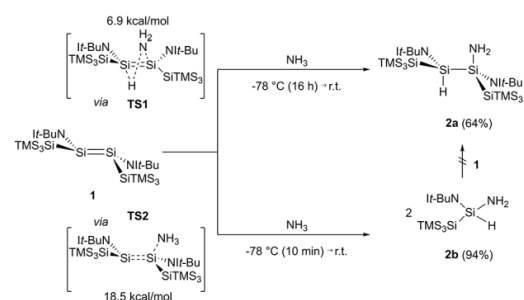 6.9 kcal/mol
H2
N
NIt-Bu
It-BuN
TMS3Si
Si
Si
SiTMS3
H
via TS1
NH3
-78 °C (16 h) → r.t.
It-BuN
TMS3Si
Si
Si
NH2
NIt-Bu
H
SiTMS3
2a (64%)
It-BuN
TMS3Si
Si
Si
NIt-Bu
SiTMS3
1
via TS2
1
It-BuN
TMS3Si
Si
Si
NH3
NIt-Bu
SiTMS3
18.5 kcal/mol
NH3
-78 °C (10 min) → r.t.
2
It-BuN
NH2
Si
TMS3Si
H
2b (94%)